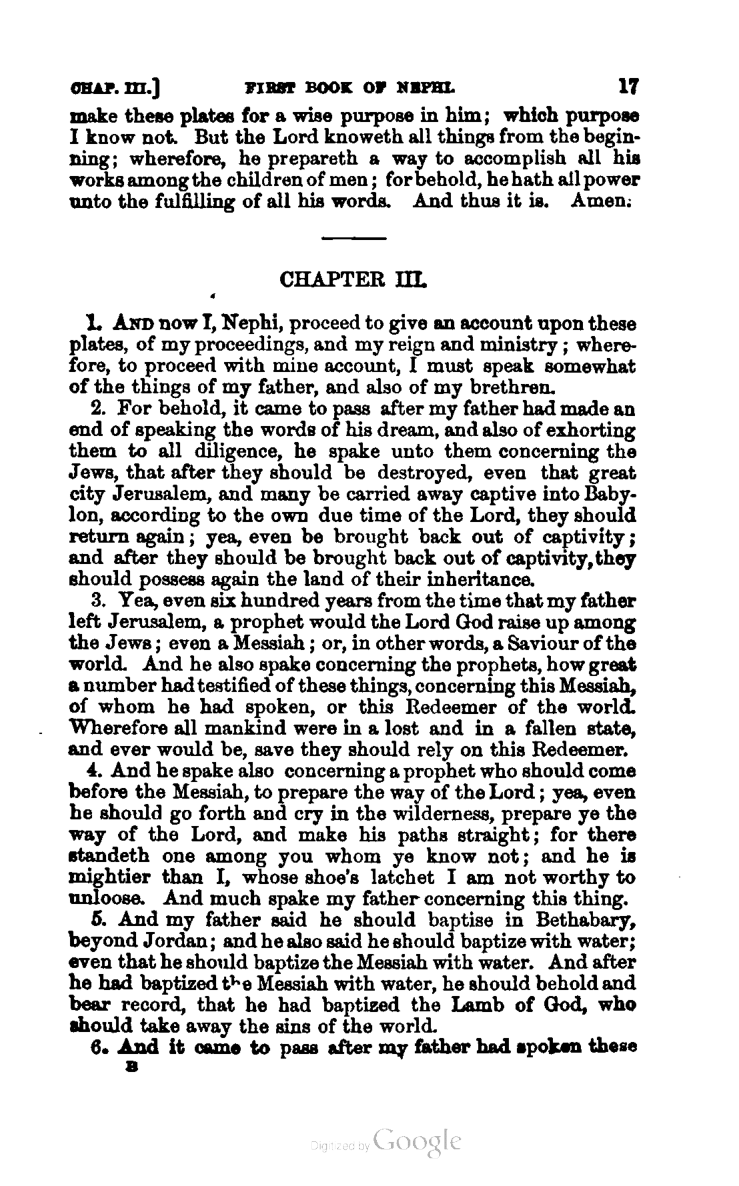 CHAP. III.] FIRST BOOK OF NEPHI. 17
make these plates for a wise purpose in him; which purpose
I know not. But the Lord knoweth all things from the begin-
ning; wherefore, he prepareth a way to accomplish all his
works among the children of men; for behold, he hath all power
unto the fulfilling of all his words. And thus it is. Amen.
CHAPTER III.
1. AND now I, Nephi, proceed to give an account upon these
plates, of my proceedings, and my reign and ministry; where-
fore, to proceed with mine account, I must speak somewhat
of the things of my father, and also of my brethren.
2. For behold, it came to pass after my father had made an
end of speaking the words of his dream, and also of exhorting
them to all diligence, he spake unto them concerning the
Jews, that after they should be destroyed, even that great
city Jerusalem, and many be carried away captive into Baby-
lon, according to the own due time of the Lord, they should
return again; yea, even be brought back out of captivity;
and after they should be brought back out of captivity, they
should possess again the land of their inheritance.
3. Yea, even six hundred years from the time that my father
left Jerusalem, a prophet would the Lord God raise up among
the Jews; even a Messiah; or, in other words, a Saviour of the
world. And he also spake concerning the prophets, how great
a number had testified of these things, concerning this Messiah,
of whom he had spoken, or this Redeemer of the world.
Wherefore all mankind were in a lost and in a fallen state,
and ever would be, save they should rely on this Redeemer.
4. And he spake also concerning a prophet who should come
before the Messiah, to prepare the way of the Lord; yea, even
he should go forth and cry in the wilderness, prepare ye the
way of the Lord, and make his paths straight; for there
standeth one among you whom ye know not; and he is
mightier than I, whose shoe's latchet I am not worthy to
unloose. And much spake my father concerning this thing.
5. And my father said he should baptise in Bethabary,
beyond Jordan; and he also said he should baptize with water;
even that he should baptize the Messiah with water. And after
he had baptized the Messiah with water, he should behold and
bear record, that he had baptized the Lamb of God, who
should take away the sins of the world.
6. And it came to pass after my father had spoken these
B
Digitized by Google